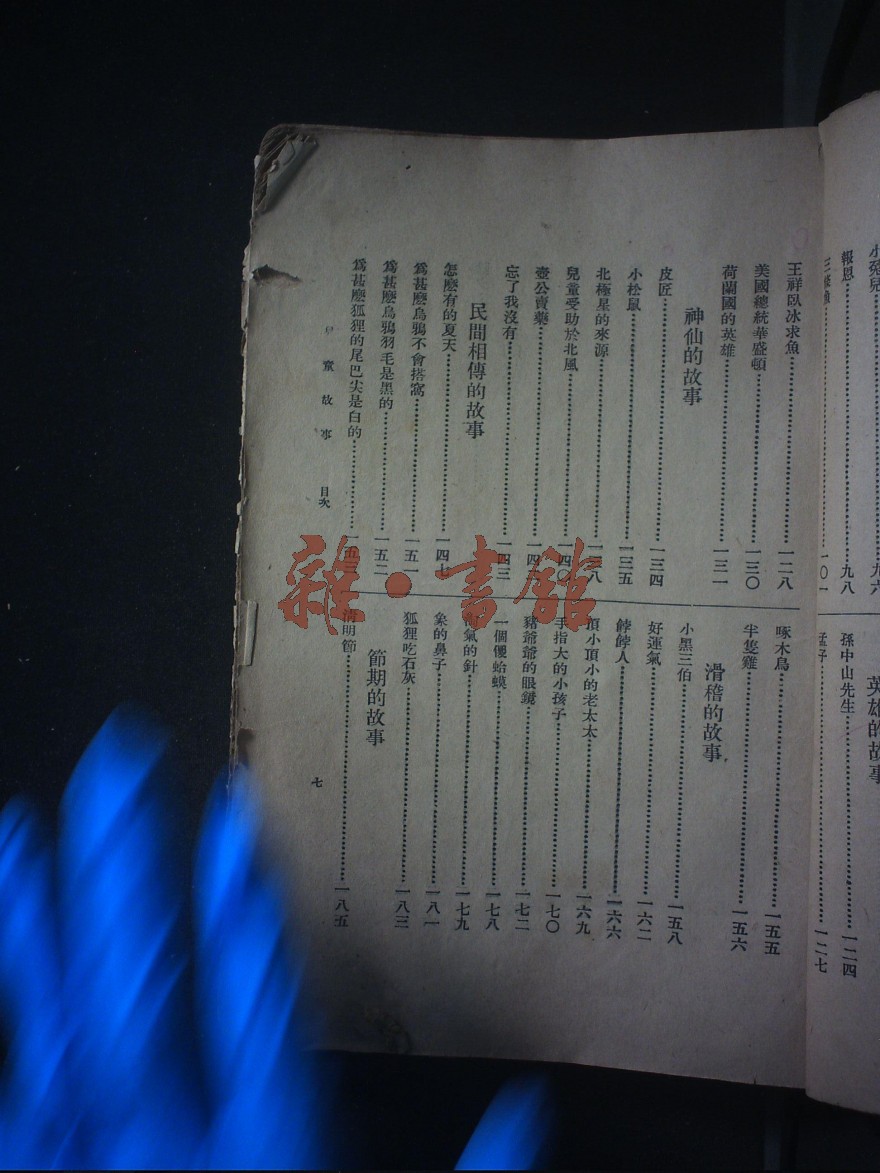 報恩………九八
三條魚………一〇一
英雄的故事
孫中山先生………一二四
孟子………一二七
王祥臥冰求魚………一二八
美國總統華盛頓………一三〇
荷蘭國的英雄………一三一
神仙的故事
皮匠………一三四
小松鼠………一三五
北極星的來源………一三八
兒童受助於北風………一四〇
壺公賣藥………一四
忘了我沒有………一四
民間相傳的故事
怎麽有的夏天………一四七
爲甚麽烏鴉不會搭窩………一五一
爲甚麽烏鴉羽毛是黑的………一五二
爲甚麽狐狸的尾巴尖是白的………一五三
啄木鳥………一五五
半隻雞………一五六
滑稽的故事
小黑三伯………一五八
好運氣………一六二
餑餑人………一六六
頂小頂小的老太太………一六九
手指大的小孩子………一七〇
豬爺爺的眼鏡………一七二
一個儍蛤蟆………一七八
氣的針………一七九
象的鼻子………一八一
狐狸吃石灰………一八三
節期的故事
清明節………一八五
童故事 目次
七
雜·書館